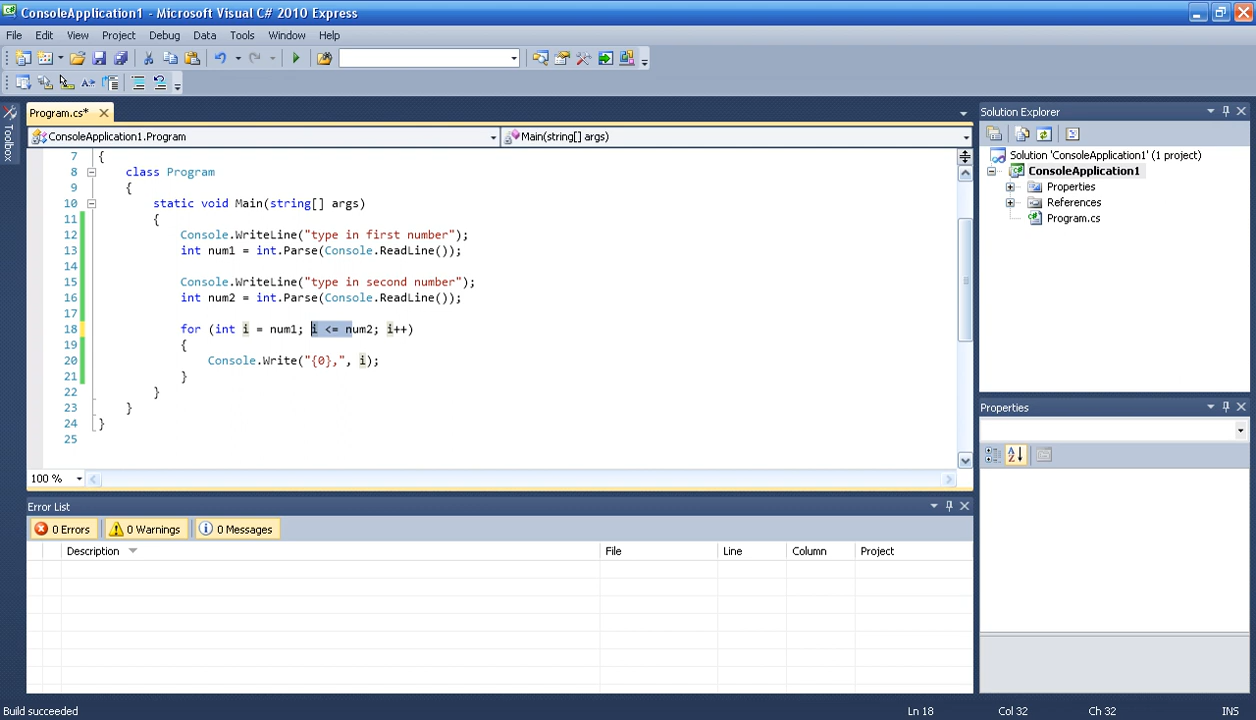 ConsoleApplication1 - Microsoft Visual C# 2010 Express
File Edit View Project Debug Data Tools Window Help
Program.cs*
ConsoleApplication1.Program Main(string[] args)
Toolbox
7 {
8 class Program
9 {
10 static void Main(string[] args)
11 {
12 Console.WriteLine("type in first number");
13 int num1 = int.Parse(Console.ReadLine());
14
15 Console.WriteLine("type in second number");
16 int num2 = int.Parse(Console.ReadLine());
17
18 for (int i = num1; i <= num2; i++)
19 {
20 Console.Write("{0},", i);
21 }
22 }
23 }
24 }
25
100 %
Error List
0 Errors 0 Warnings 0 Messages
Description File Line Column Project
Solution Explorer
Solution 'ConsoleApplication1' (1 project)
ConsoleApplication1
Properties
References
Program.cs
Properties
Build succeeded Ln 18 Col 32 Ch 32 INS